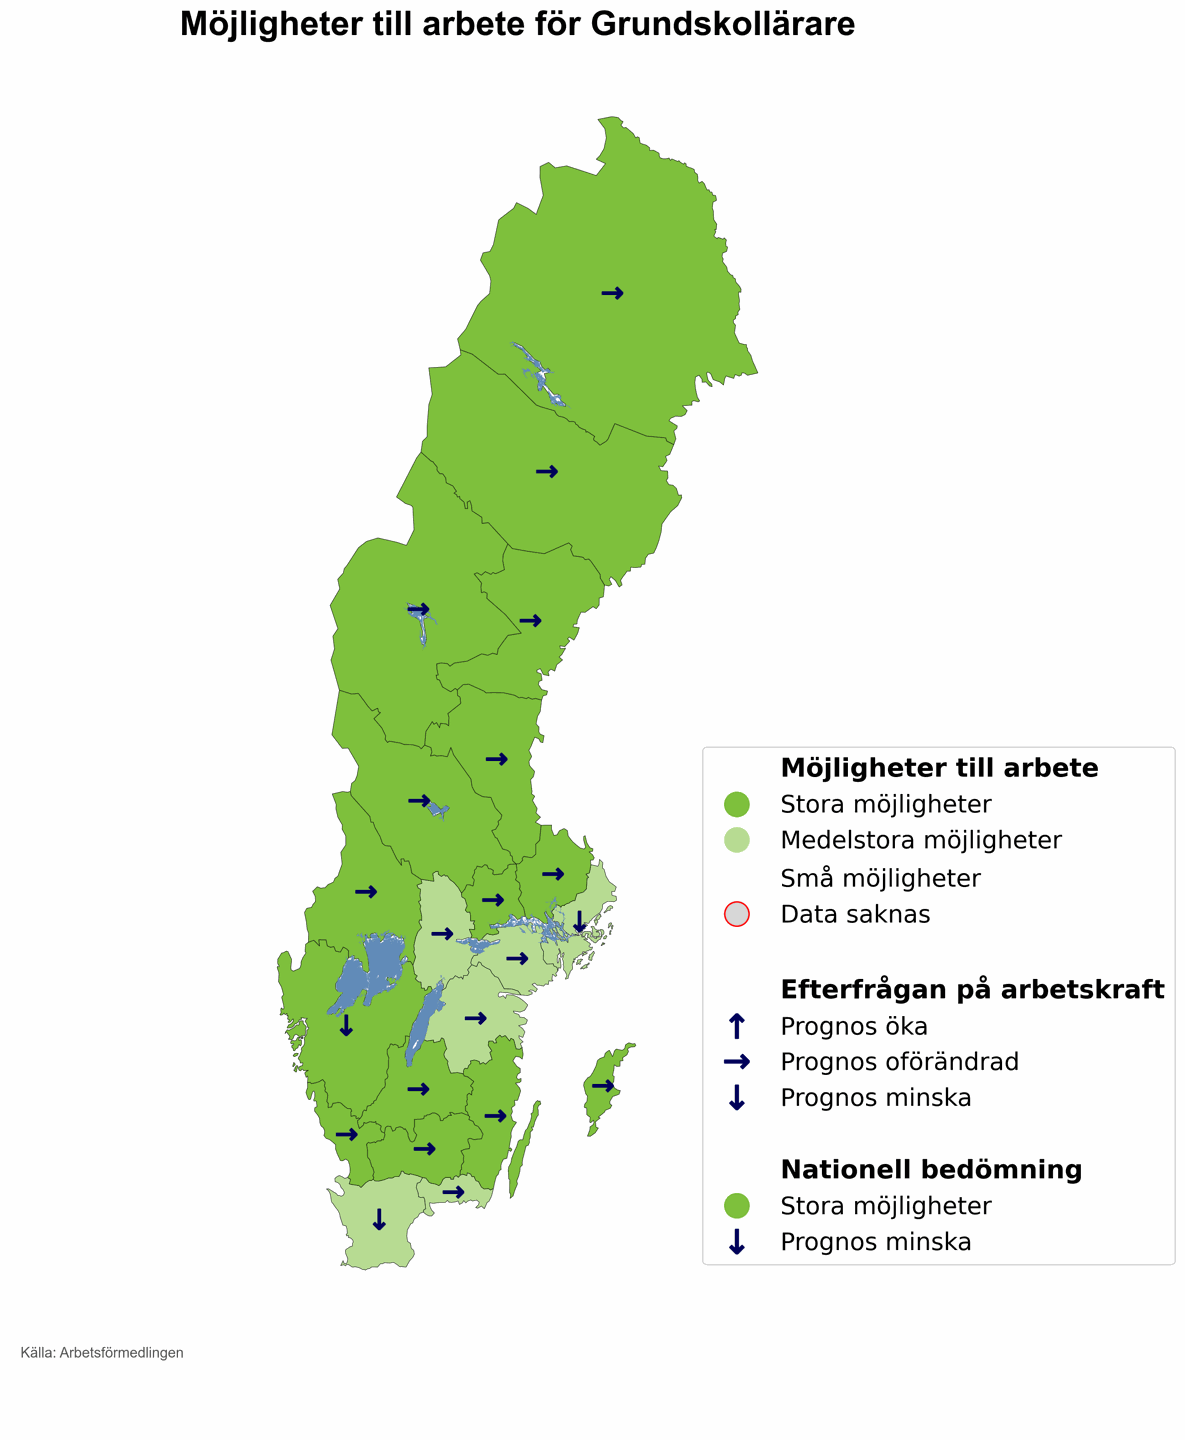 Möjligheter till arbete för Grundskollärare
Möjligheter till arbete
Stora möjligheter
Medelstora möjligheter
Små möjligheter
Data saknas
Efterfrågan på arbetskraft
Prognos öka
Prognos oförändrad
Prognos minska
Nationell bedömning
Stora möjligheter
Prognos minska
Källa: Arbetsförmedlingen